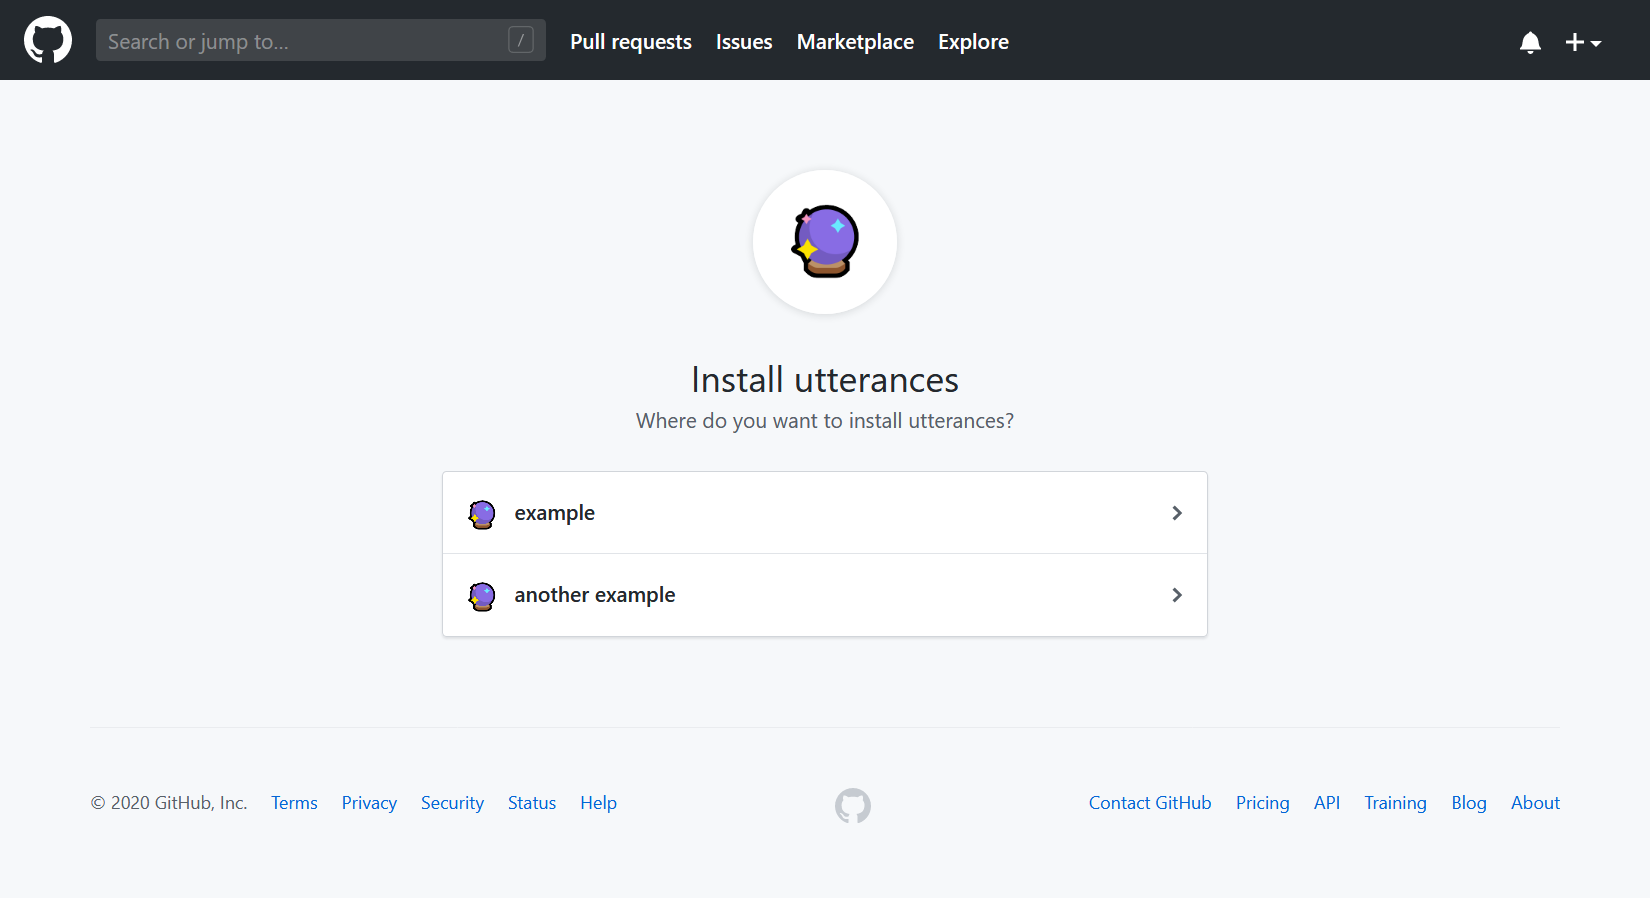 Search or jump to... /
Pull requests Issues Marketplace Explore
Install utterances
Where do you want to install utterances?
example
another example
© 2020 GitHub, Inc. Terms Privacy Security Status Help
Contact GitHub Pricing API Training Blog About